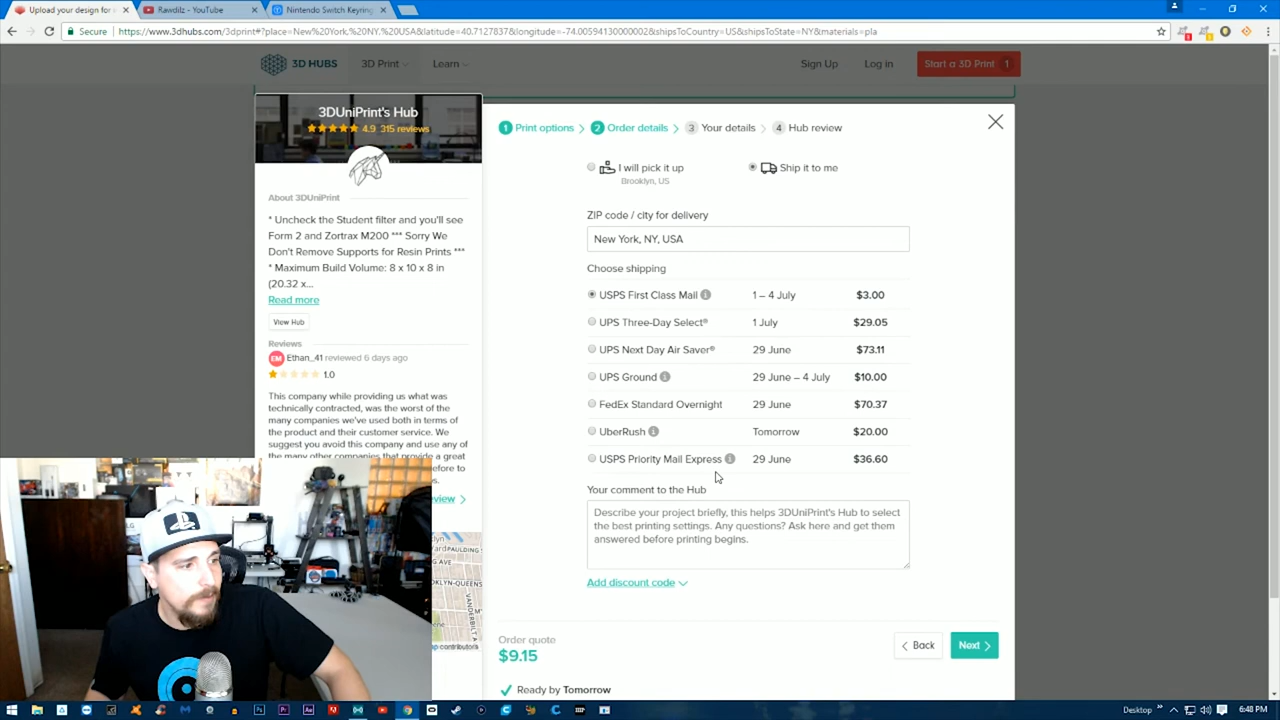 Upload your design for
Rawdilz - YouTube
Nintendo Switch Keyring
Secure
https://www.3dhubs.com/3dprint#?place=New%20York,%20NY,%20USA&latitude=40.7127837&longitude=-74.00594130000002&shipsToCountry=US&shipsToState=NY&materials=pla
3D HUBS
3D Print
Learn
Sign Up
Log in
Start a 3D Print 1
3DUniPrint's Hub
4.9 315 reviews
About 3DUniPrint
* Uncheck the Student filter and you'll see
Form 2 and Zortrax M200 *** Sorry We
Don't Remove Supports for Resin Prints ***
* Maximum Build Volume: 8 x 10 x 8 in
(20.32 x...
Read more
View Hub
Reviews
EM Ethan_41 reviewed 6 days ago
1.0
This company while providing us what was
technically contracted, was the worst of the
many companies we've used both in terms of
the product and their customer service. We
suggest you avoid this company and use any of
the many other companies that provide a great
1 Print options
2 Order details
3 Your details
4 Hub review
I will pick it up
Brooklyn, US
Ship it to me
ZIP code / city for delivery
New York, NY, USA
Choose shipping
USPS First Class Mail 1 – 4 July $3.00
UPS Three-Day Select® 1 July $29.05
UPS Next Day Air Saver® 29 June $73.11
UPS Ground 29 June – 4 July $10.00
FedEx Standard Overnight 29 June $70.37
UberRush Tomorrow $20.00
USPS Priority Mail Express 29 June $36.60
Your comment to the Hub
Describe your project briefly, this helps 3DUniPrint's Hub to select
the best printing settings. Any questions? Ask here and get them
answered before printing begins.
Add discount code
Order quote
$9.15
Back
Next
Ready by Tomorrow
Desktop
6:48 PM